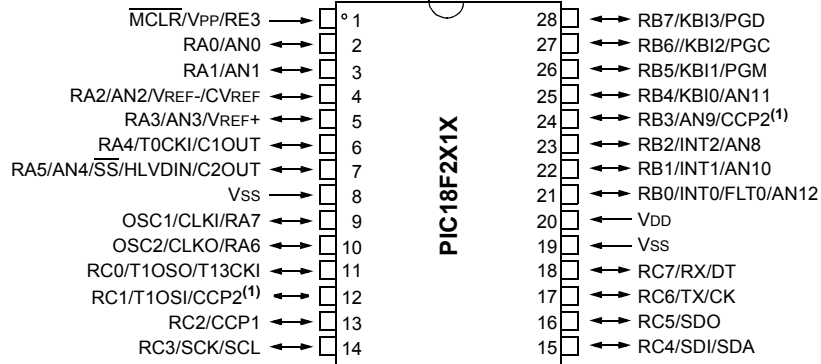 M̅C̅L̅R̅/VPP/RE3 1 28 RB7/KBI3/PGD
RA0/AN0 2 27 RB6//KBI2/PGC
RA1/AN1 3 26 RB5/KBI1/PGM
RA2/AN2/VREF-/CVREF 4 25 RB4/KBI0/AN11
RA3/AN3/VREF+ 5 24 RB3/AN9/CCP2(1)
RA4/T0CKI/C1OUT 6 23 RB2/INT2/AN8
RA5/AN4/S̅S̅/HLVDIN/C2OUT 7 22 RB1/INT1/AN10
VSS 8 21 RB0/INT0/FLT0/AN12
OSC1/CLKI/RA7 9 20 VDD
OSC2/CLKO/RA6 10 19 VSS
RC0/T1OSO/T13CKI 11 18 RC7/RX/DT
RC1/T1OSI/CCP2(1) 12 17 RC6/TX/CK
RC2/CCP1 13 16 RC5/SDO
RC3/SCK/SCL 14 15 RC4/SDI/SDA
PIC18F2X1X